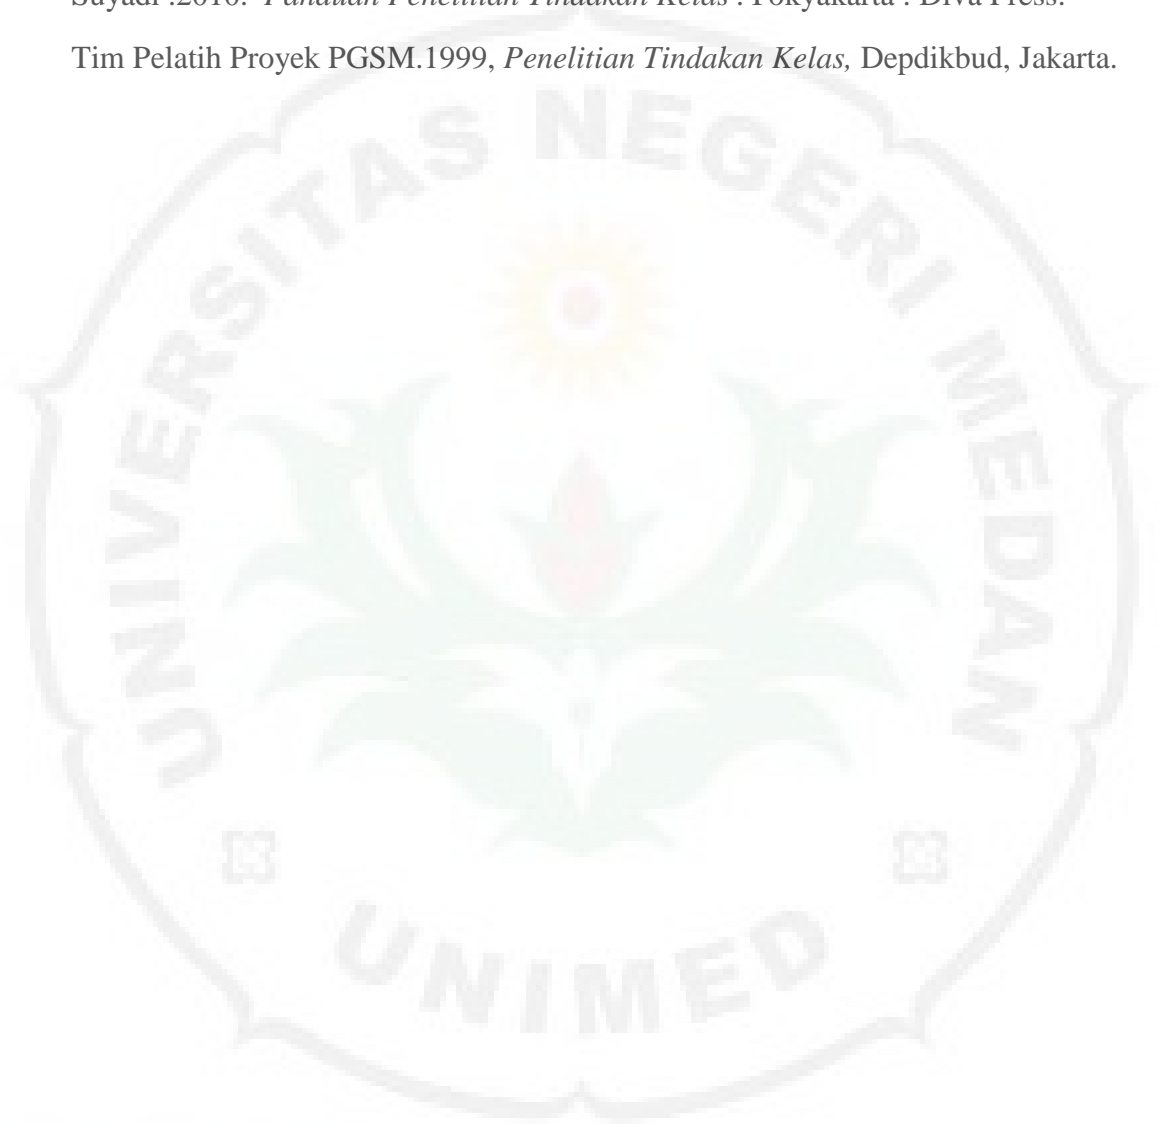 Suyadi .2010. Panduan Penelitian Tindakan Kelas . Yokyakarta : Diva Press.
Tim Pelatih Proyek PGSM.1999, Penelitian Tindakan Kelas, Depdikbud, Jakarta.
UNIVERSITAS NEGERI MEDAN
UNIMED